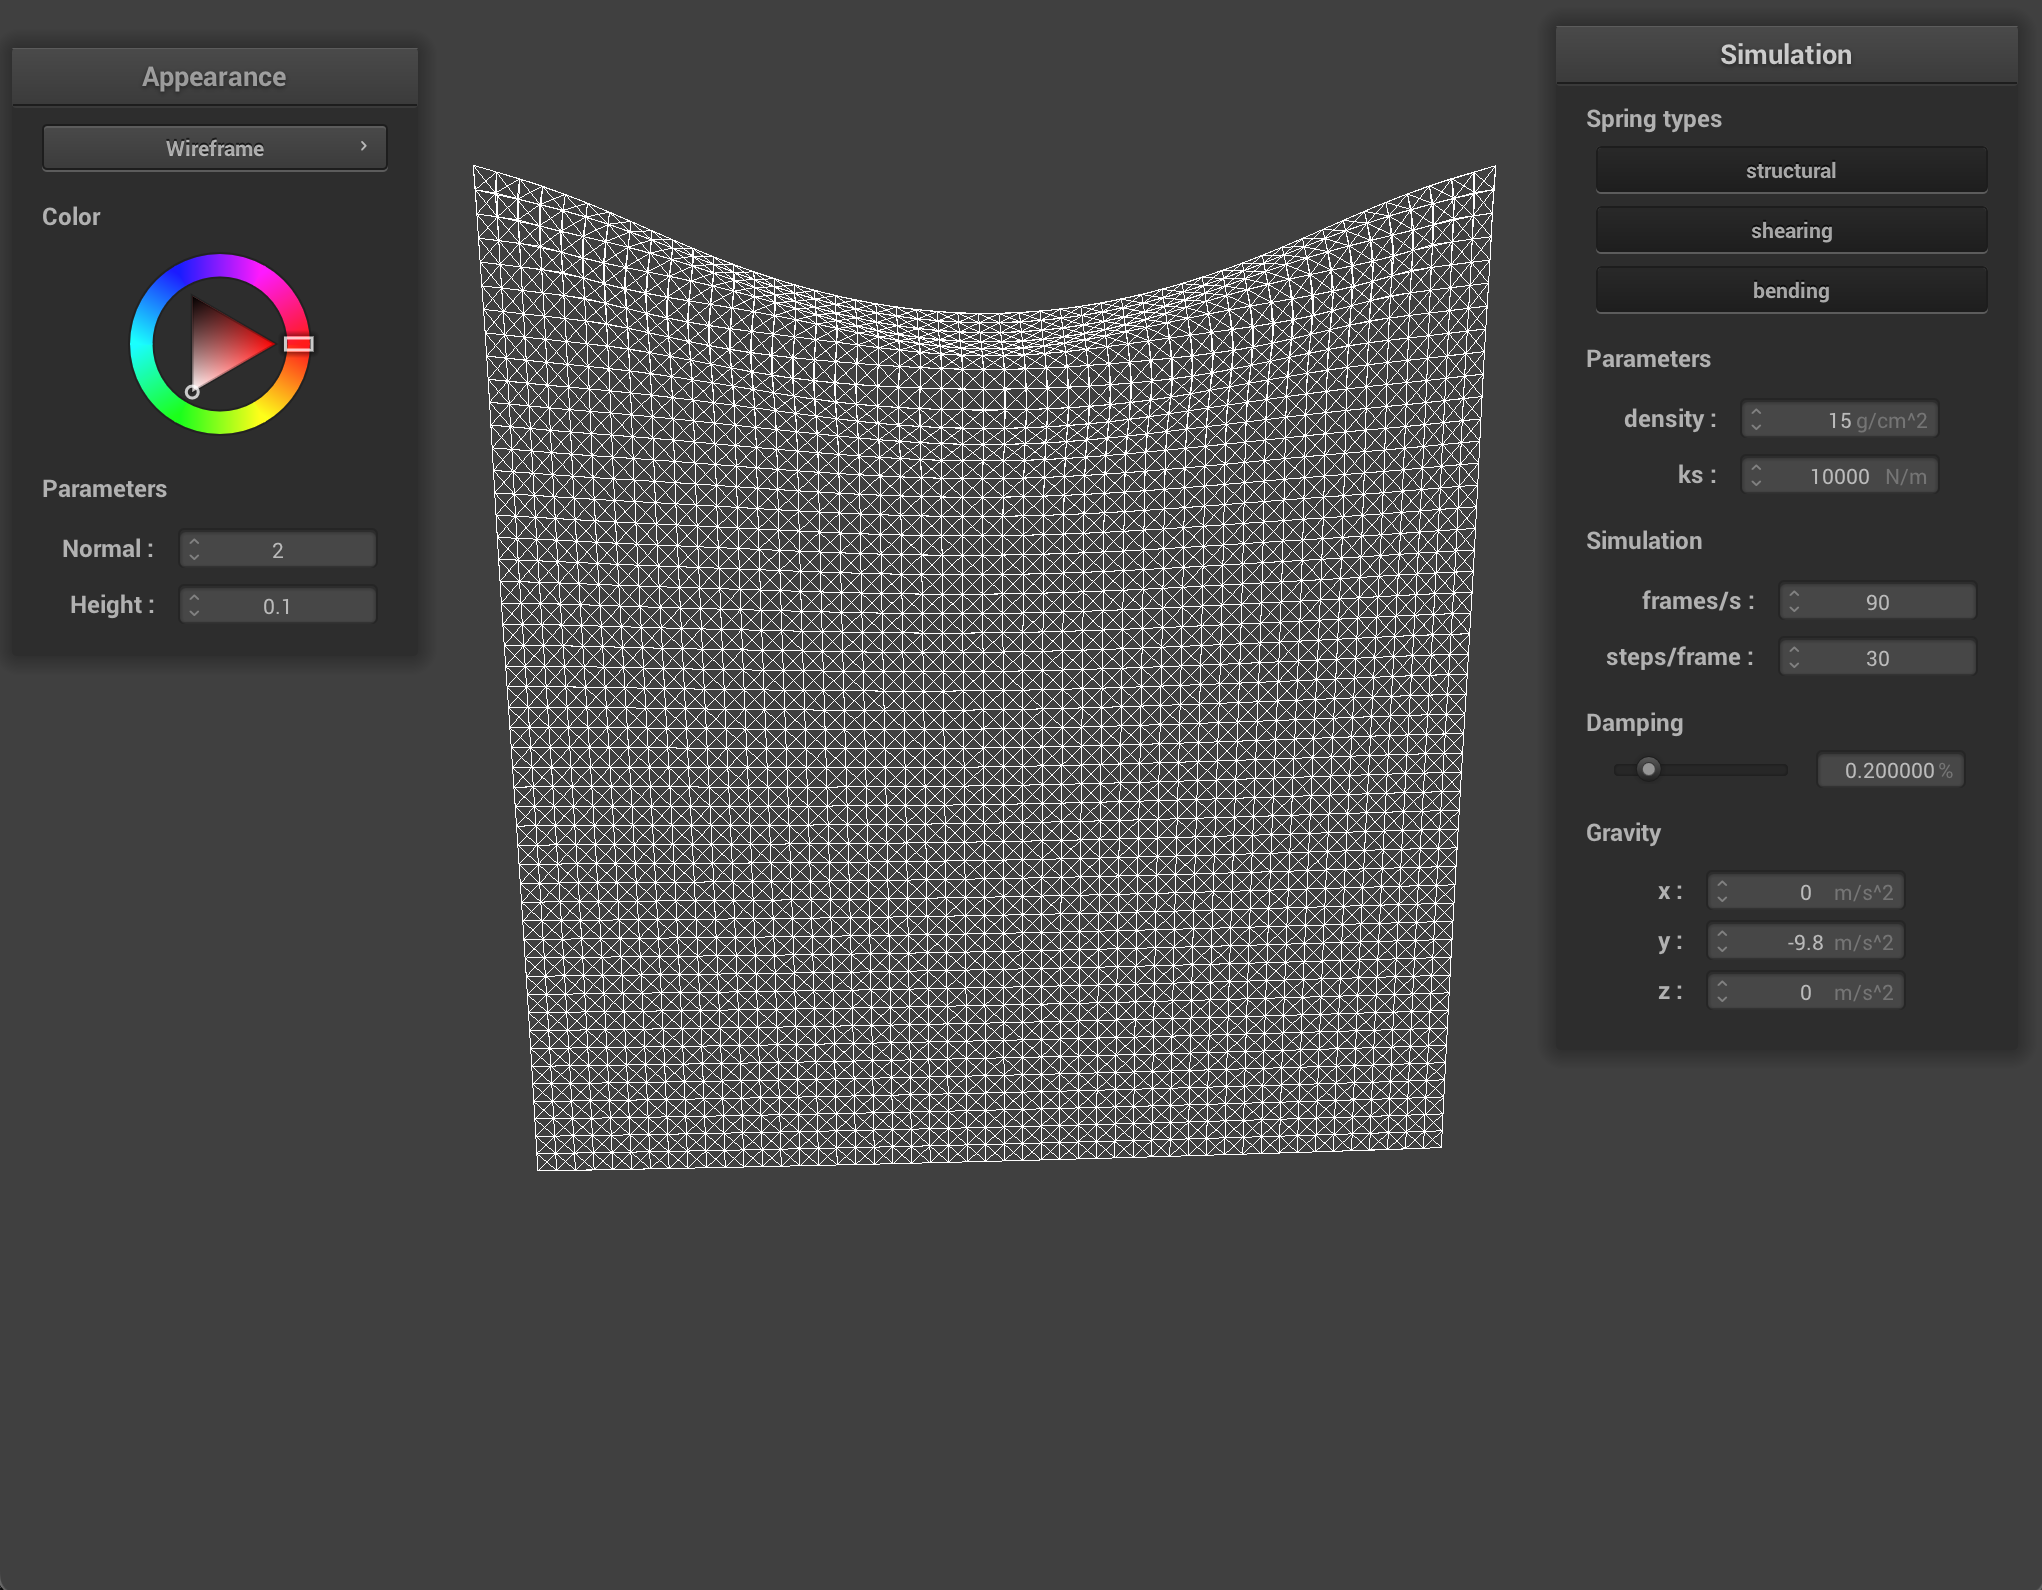 Appearance
Wireframe
Color
Parameters
Normal : 2
Height : 0.1
Simulation
Spring types
structural
shearing
bending
Parameters
density : 15 g/cm^2
ks : 10000 N/m
Simulation
frames/s : 90
steps/frame : 30
Damping
0.200000 %
Gravity
x : 0 m/s^2
y : -9.8 m/s^2
z : 0 m/s^2